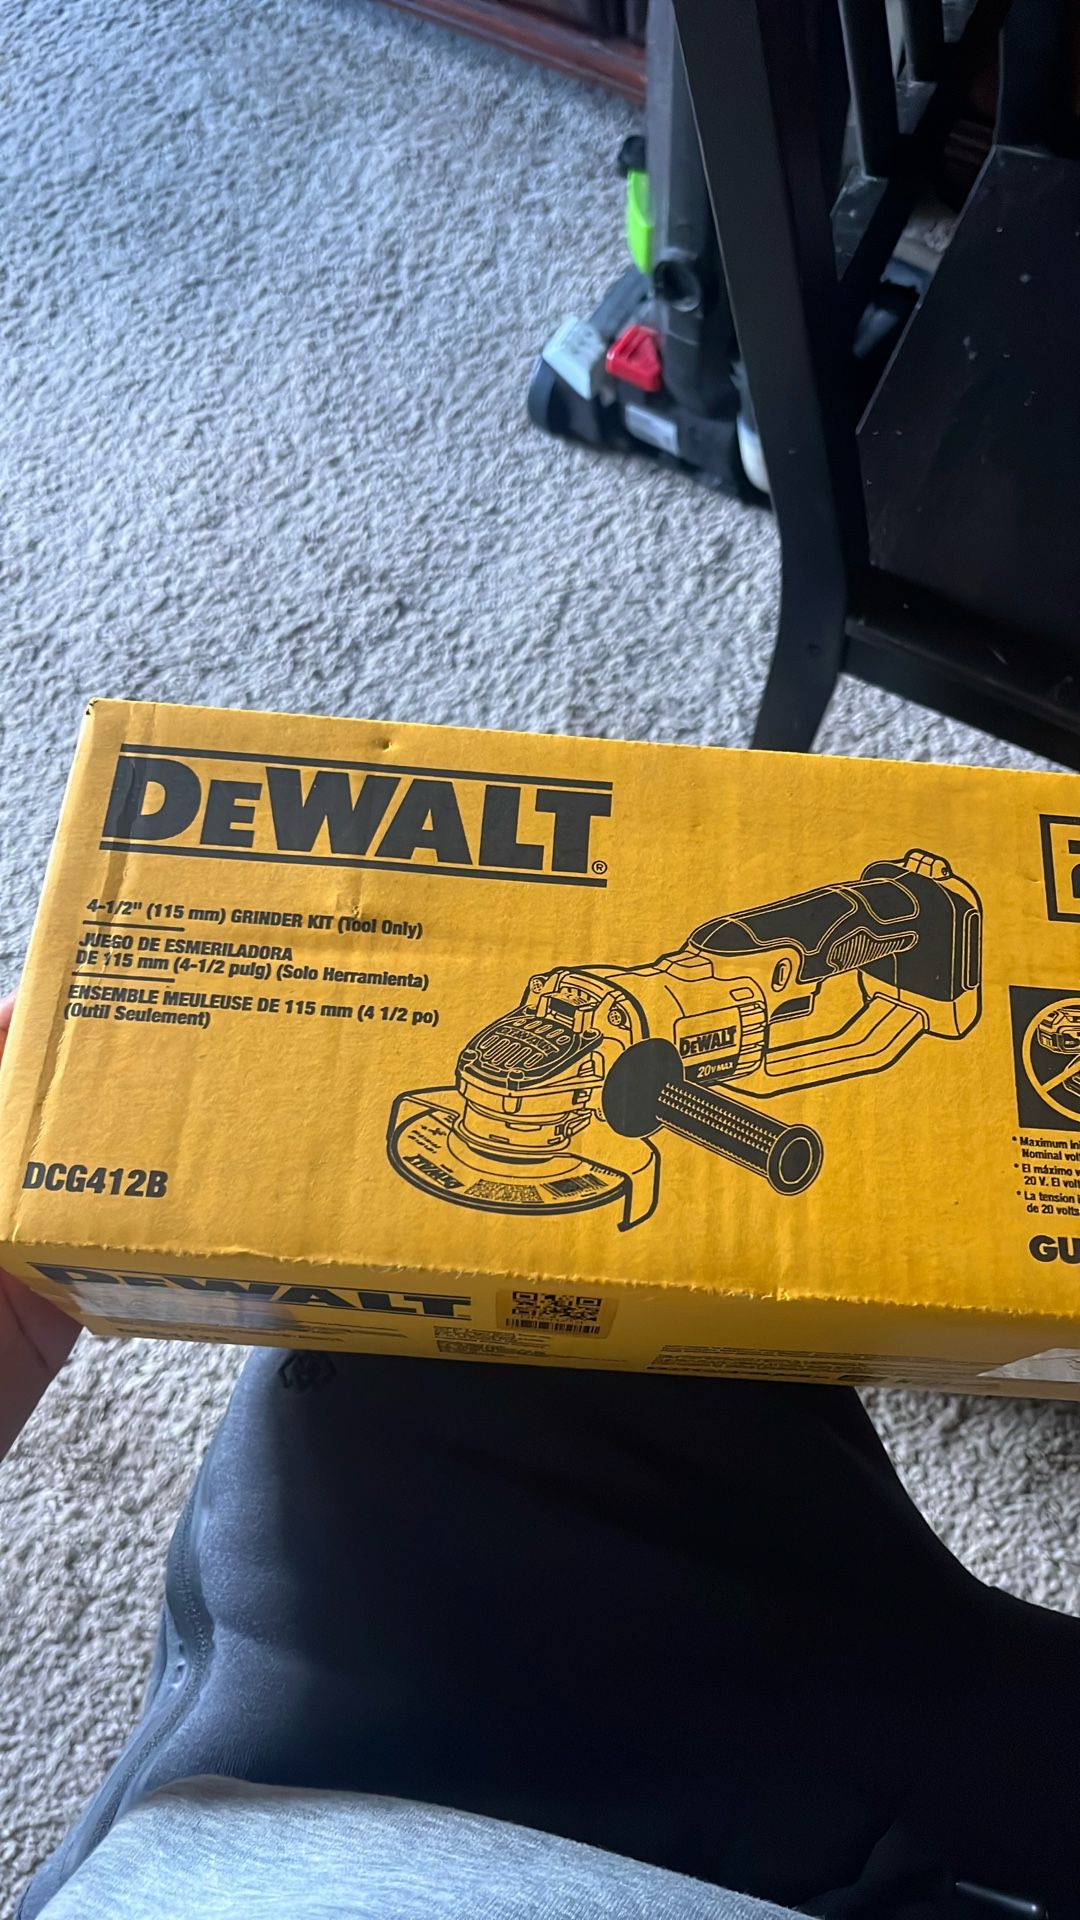 DEWALT®
4-1/2" (115 mm) GRINDER KIT (Tool Only)
JUEGO DE ESMERILADORA
DE 115 mm (4-1/2 pulg) (Solo Herramienta)
ENSEMBLE MEULEUSE DE 115 mm (4 1/2 po)
(Outil Seulement)
DEWALT
20V MAX
DEWALT
DCG412B
• Maximum
Nominal
• El máximo
20 V. El
• La tension
de 20 volts
GU
DEWALT